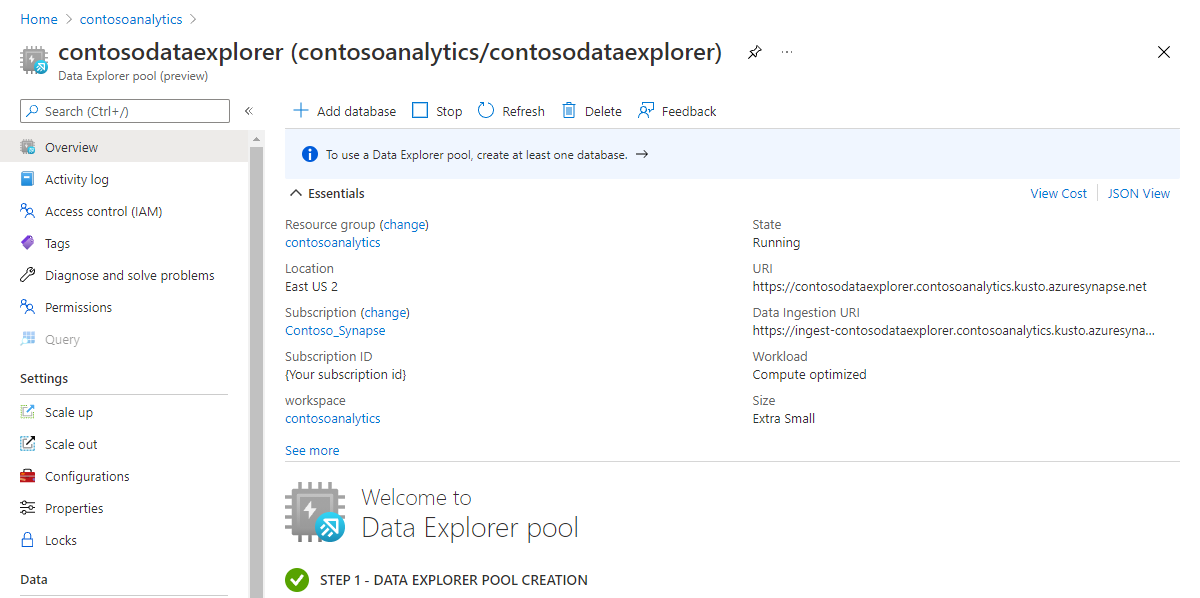 Home > contosoanalytics >
contosodataexplorer (contosoanalytics/contosodataexplorer) ...
Data Explorer pool (preview)
Search (Ctrl+/) «
Overview
Activity log
Access control (IAM)
Tags
Diagnose and solve problems
Permissions
Query
Settings
Scale up
Scale out
Configurations
Properties
Locks
Data
Add database Stop Refresh Delete Feedback
To use a Data Explorer pool, create at least one database. →
Essentials View Cost JSON View
Resource group (change)
contosoanalytics
Location
East US 2
Subscription (change)
Contoso_Synapse
Subscription ID
{Your subscription id}
workspace
contosoanalytics
See more
State
Running
URI
https://contosodataexplorer.contosoanalytics.kusto.azuresynapse.net
Data Ingestion URI
https://ingest-contosodataexplorer.contosoanalytics.kusto.azuresyna...
Workload
Compute optimized
Size
Extra Small
Welcome to
Data Explorer pool
STEP 1 - DATA EXPLORER POOL CREATION